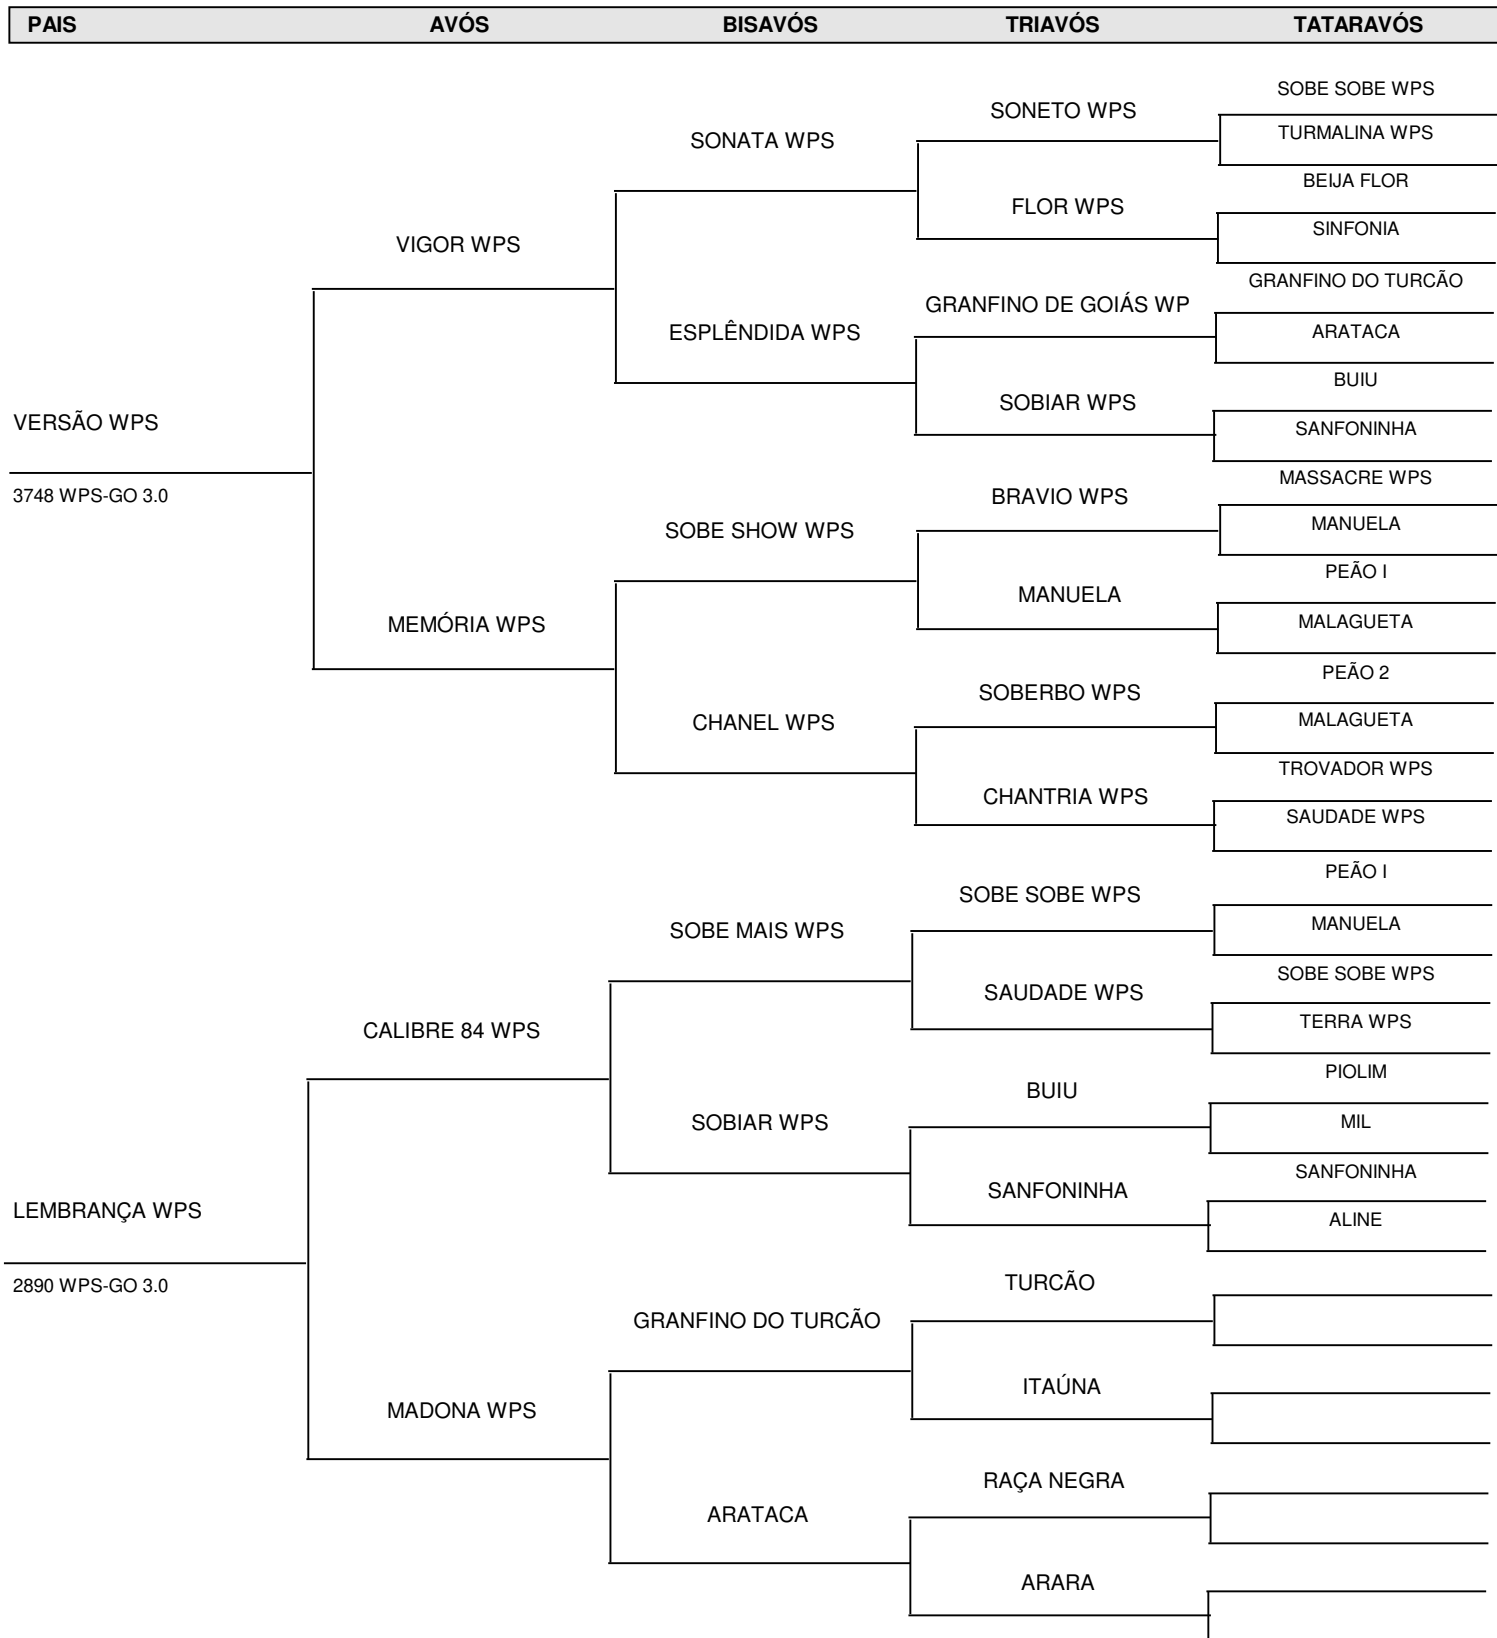 PAIS AVÓS BISAVÓS TRIAVÓS TATARAVÓS
SOBE SOBE WPS
SONETO WPS
TURMALINA WPS
SONATA WPS
BEIJA FLOR
FLOR WPS
SINFONIA
VIGOR WPS
GRANFINO DO TURCÃO
GRANFINO DE GOIÁS WP
ARATACA
ESPLÊNDIDA WPS
BUIU
SOBIAR WPS
SANFONINHA
VERSÃO WPS
3748 WPS-GO 3.0
MASSACRE WPS
BRAVIO WPS
MANUELA
SOBE SHOW WPS
PEÃO I
MANUELA
MALAGUETA
MEMÓRIA WPS
PEÃO 2
SOBERBO WPS
MALAGUETA
CHANEL WPS
TROVADOR WPS
CHANTRIA WPS
SAUDADE WPS
PEÃO I
SOBE SOBE WPS
MANUELA
SOBE MAIS WPS
SOBE SOBE WPS
SAUDADE WPS
TERRA WPS
CALIBRE 84 WPS
PIOLIM
BUIU
MIL
SOBIAR WPS
SANFONINHA
SANFONINHA
ALINE
LEMBRANÇA WPS
2890 WPS-GO 3.0
TURCÃO
GRANFINO DO TURCÃO
ITAÚNA
MADONA WPS
RAÇA NEGRA
ARATACA
ARARA